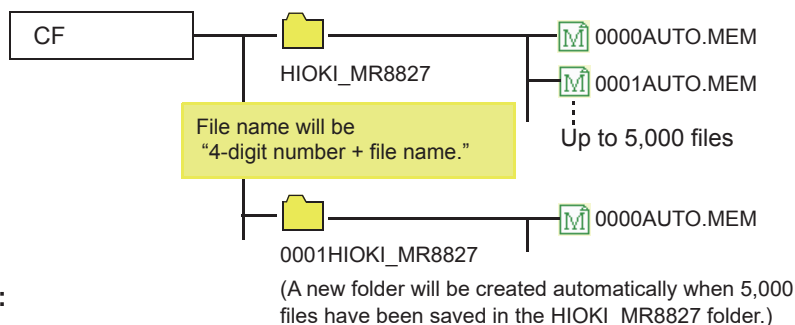 CF
HIOKI_MR8827
0000AUTO.MEM
0001AUTO.MEM
Up to 5,000 files
File name will be
“4-digit number + file name.”
0001HIOKI_MR8827
0000AUTO.MEM
:
(A new folder will be created automatically when 5,000
files have been saved in the HIOKI_MR8827 folder.)